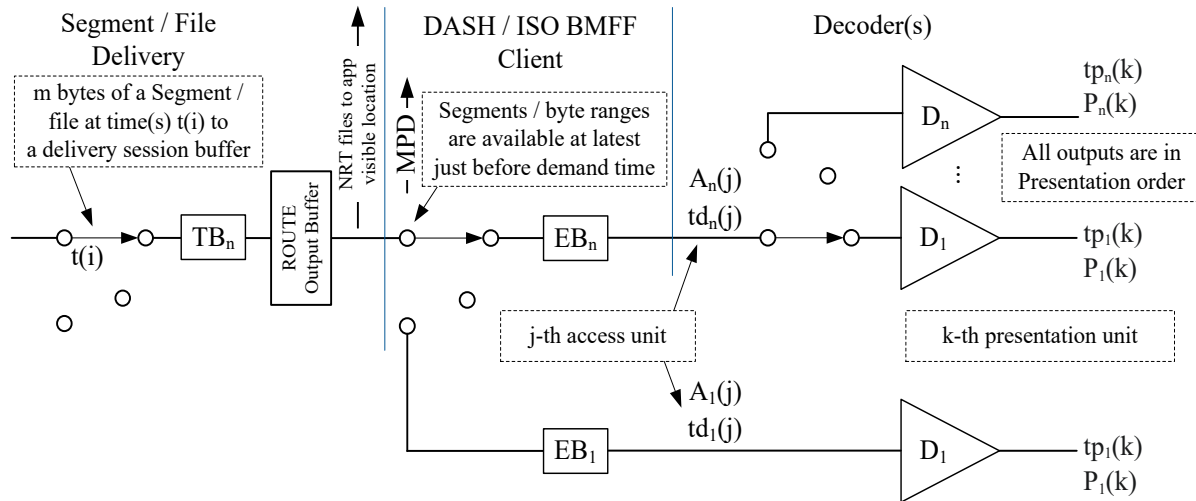 Segment / File
Delivery
m bytes of a Segment /
file at time(s) t(i) to
a delivery session buffer
t(i)
TBn
ROUTE
Output Buffer
NRT files to app
visible location
DASH / ISO BMFF
Client
MPD
Segments / byte ranges
are available at latest
just before demand time
EBn
An(j)
tdn(j)
j-th access unit
A1(j)
td1(j)
EB1
Decoder(s)
Dn
tpn(k)
Pn(k)
...
All outputs are in
Presentation order
D1
tp1(k)
P1(k)
k-th presentation unit
D1
tp1(k)
P1(k)